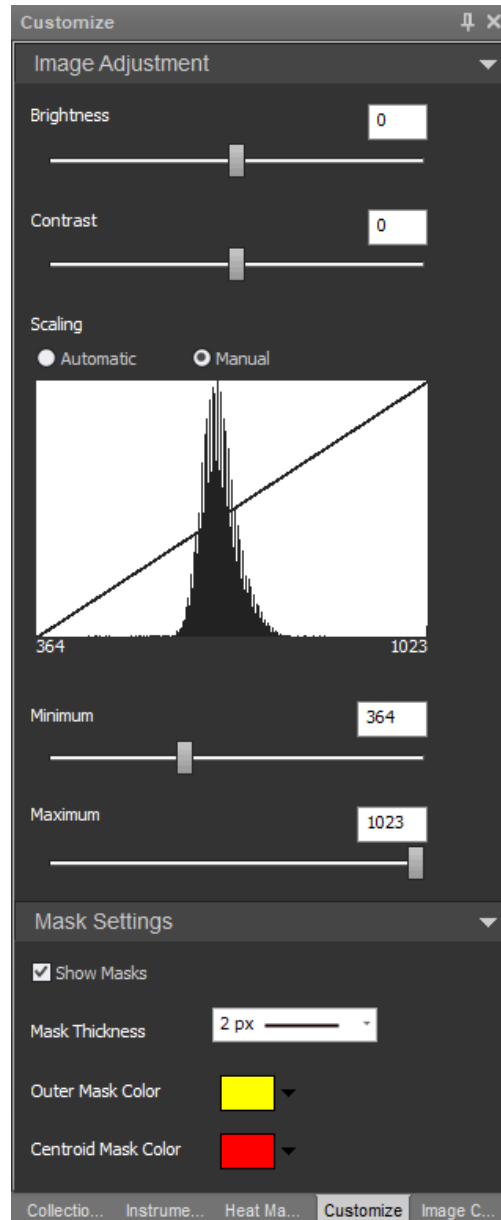 Customize
Image Adjustment
Brightness 0
Contrast 0
Scaling
Automatic Manual
364 1023
Minimum 364
Maximum 1023
Mask Settings
Show Masks
Mask Thickness 2 px
Outer Mask Color
Centroid Mask Color
Collectio... Instrume... Heat Ma... Customize Image C...